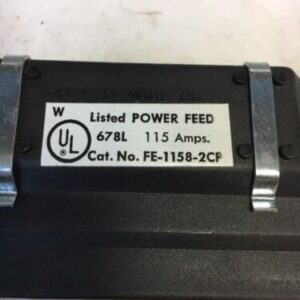 W
UL
Listed POWER FEED
678L 115 Amps.
Cat. No. FE-1158-2CP